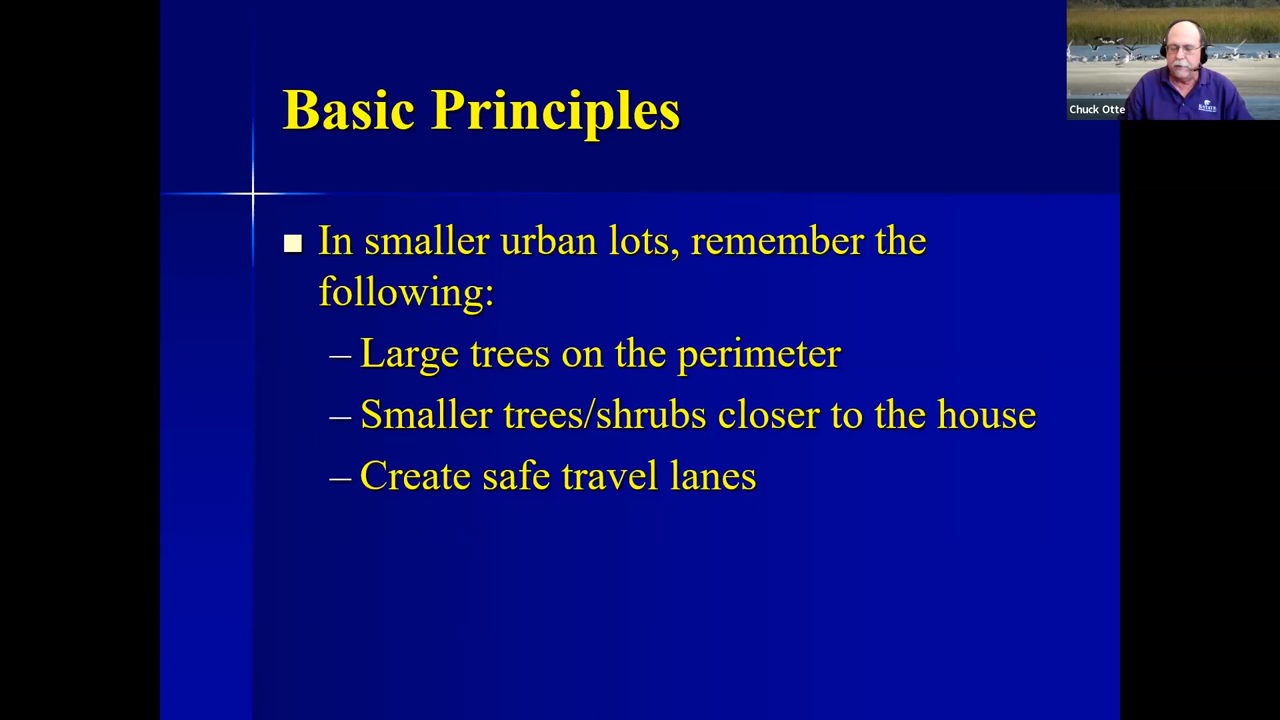 Basic Principles
In smaller urban lots, remember the
following:
– Large trees on the perimeter
– Smaller trees/shrubs closer to the house
– Create safe travel lanes
Chuck Otte